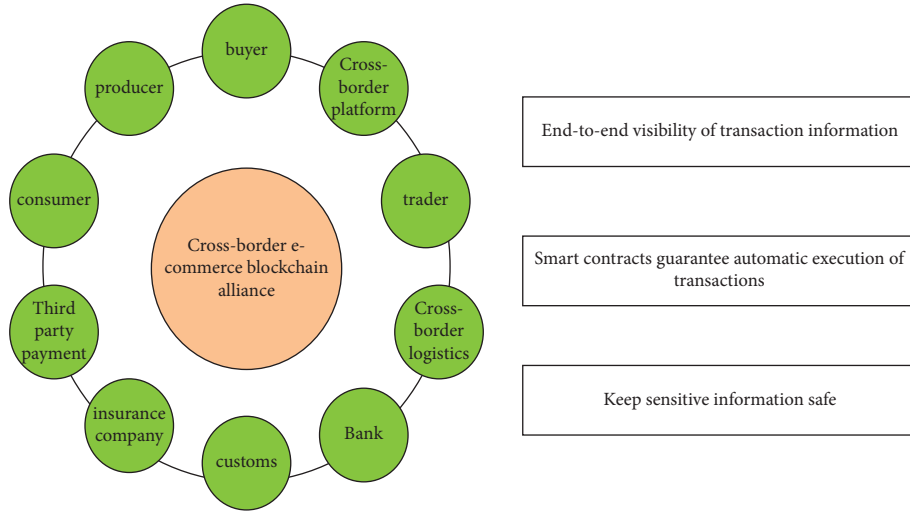 buyer
Cross-
border
platform
producer
trader
consumer
Cross-border e-
commerce blockchain
alliance
Third
party
payment
Cross-
border
logistics
insurance
company
Bank
customs
End-to-end visibility of transaction information
Smart contracts guarantee automatic execution of
transactions
Keep sensitive information safe